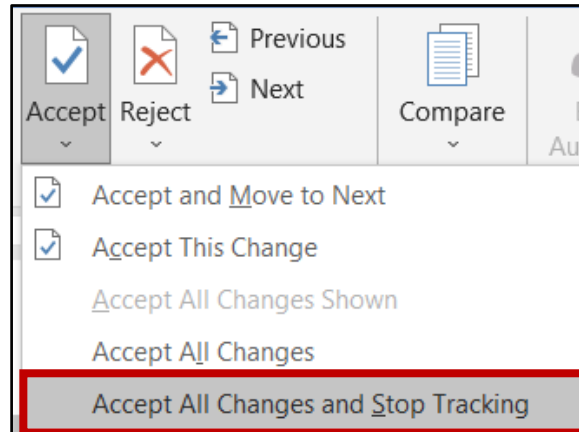 Previous
Next
Accept
Reject
Compare
Accept and Move to Next
Accept This Change
Accept All Changes Shown
Accept All Changes
Accept All Changes and Stop Tracking